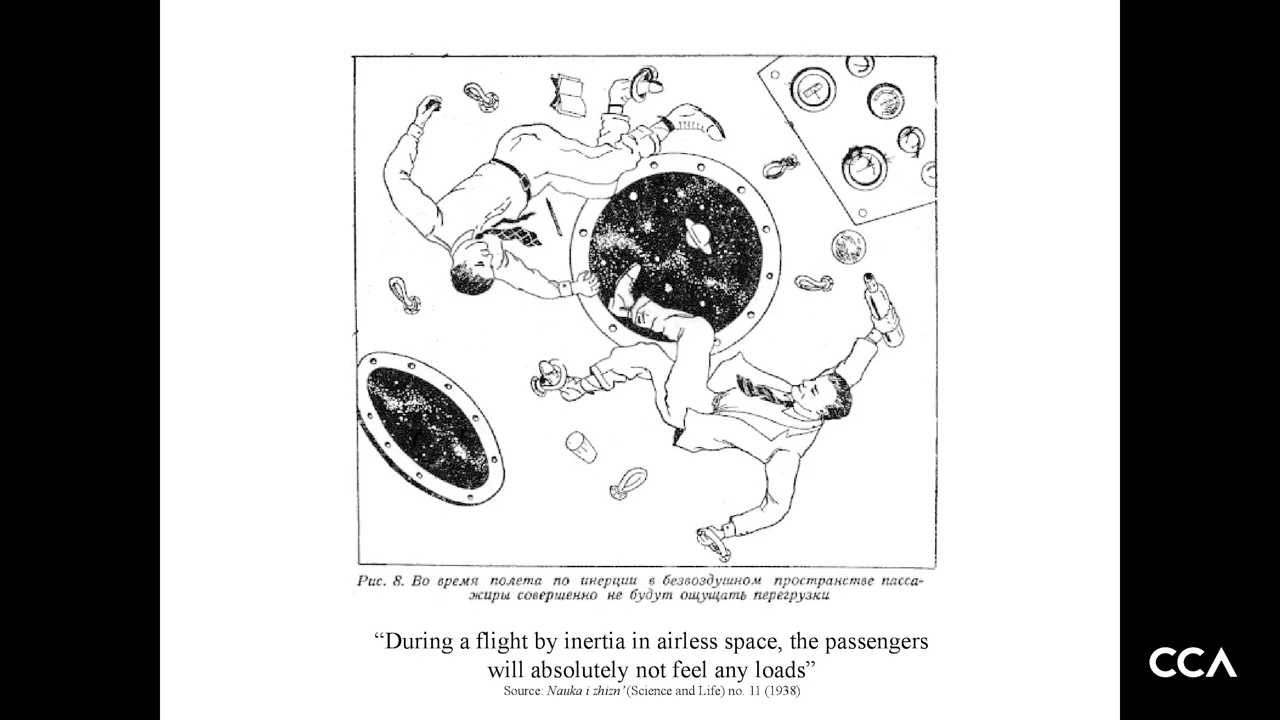 Рис. 8. Во время полета по инерции в безвоздушном пространстве пасса-
жиры совершенно не будут ощущать перегрузки
“During a flight by inertia in airless space, the passengers
will absolutely not feel any loads”
Source: Nauka i zhizn’ (Science and Life) no. 11 (1938)
CCA